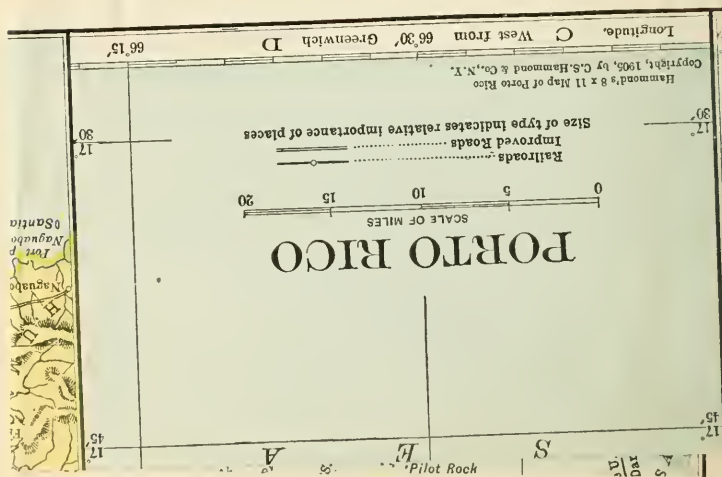 Pilot Rock
S E A
17° 45'
17° 45'
PORTO RICO
SCALE OF MILES
0 5 10 15 20
Railroads
Improved Roads
Size of type indicates relative importance of places
17° 30'
17° 30
Hammond's 8 x 11 Map of Porto Rico
Copyright, 1905, by C.S.Hammond & Co., N.Y.
Longitude. C West from 66°30' Greenwich D 66°15'
M
U
H
Naguabo
Port
Naguabo
Santia